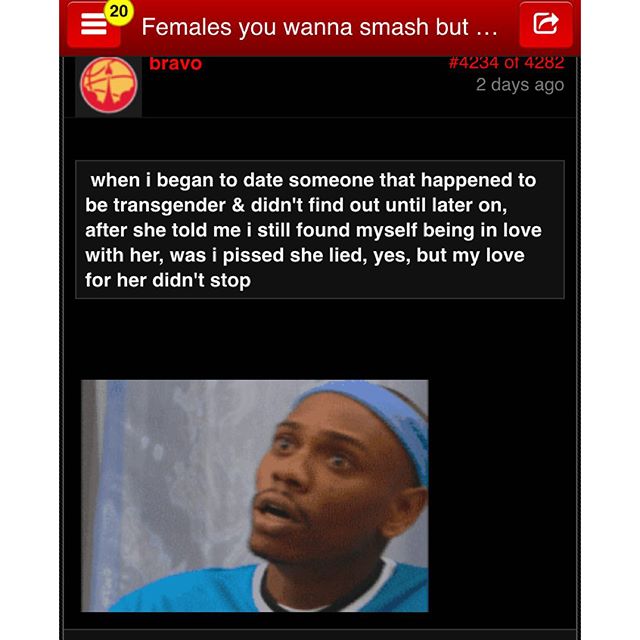 20
Females you wanna smash but ...
bravo
#4234 of 4282
2 days ago
when i began to date someone that happened to
be transgender & didn't find out until later on,
after she told me i still found myself being in love
with her, was i pissed she lied, yes, but my love
for her didn't stop